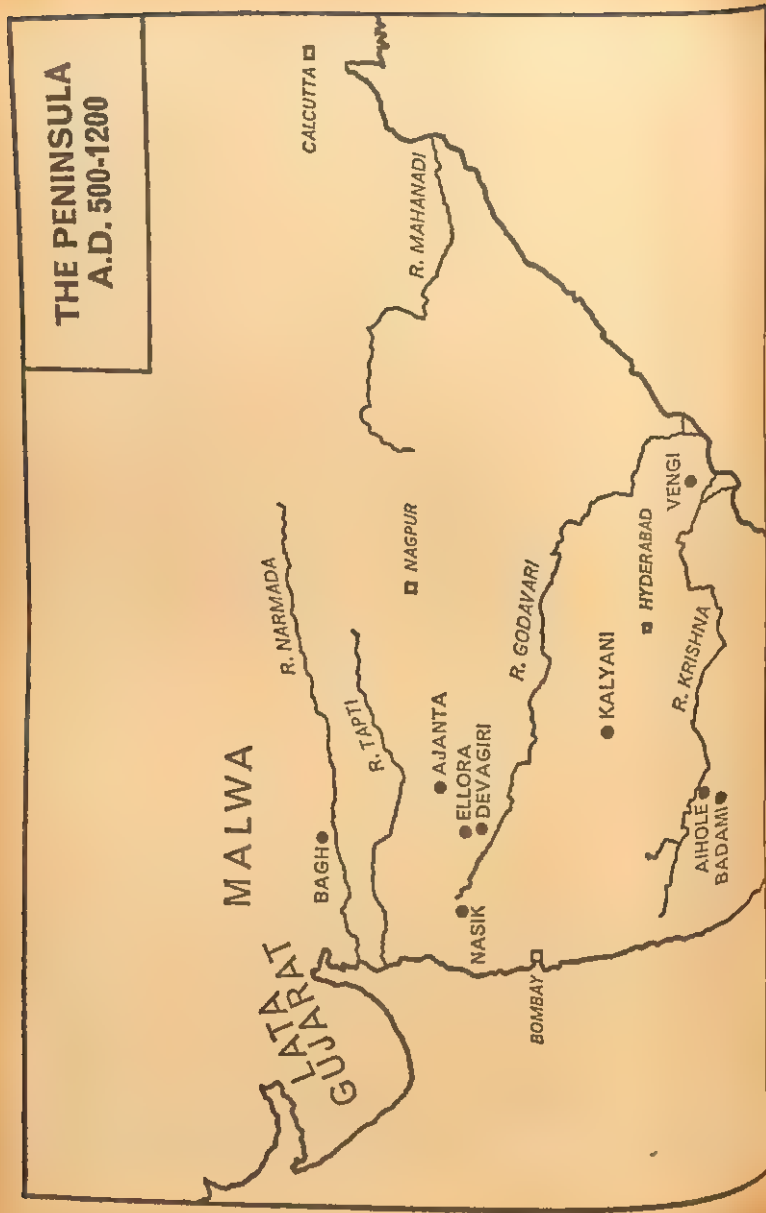 THE PENINSULA
A.D. 500-1200
CALCUTTA
MALWA
R. NARMADA
R. MAHANADI
LATA
GUJARAT
BAGH
R. TAPTI
NAGPUR
AJANTA
ELLORA
DEVAGIRI
NASIK
R. GODAVARI
BOMBAY
KALYANI
HYDERABAD
VENGI
R. KRISHNA
AIHOLE
BADAMI